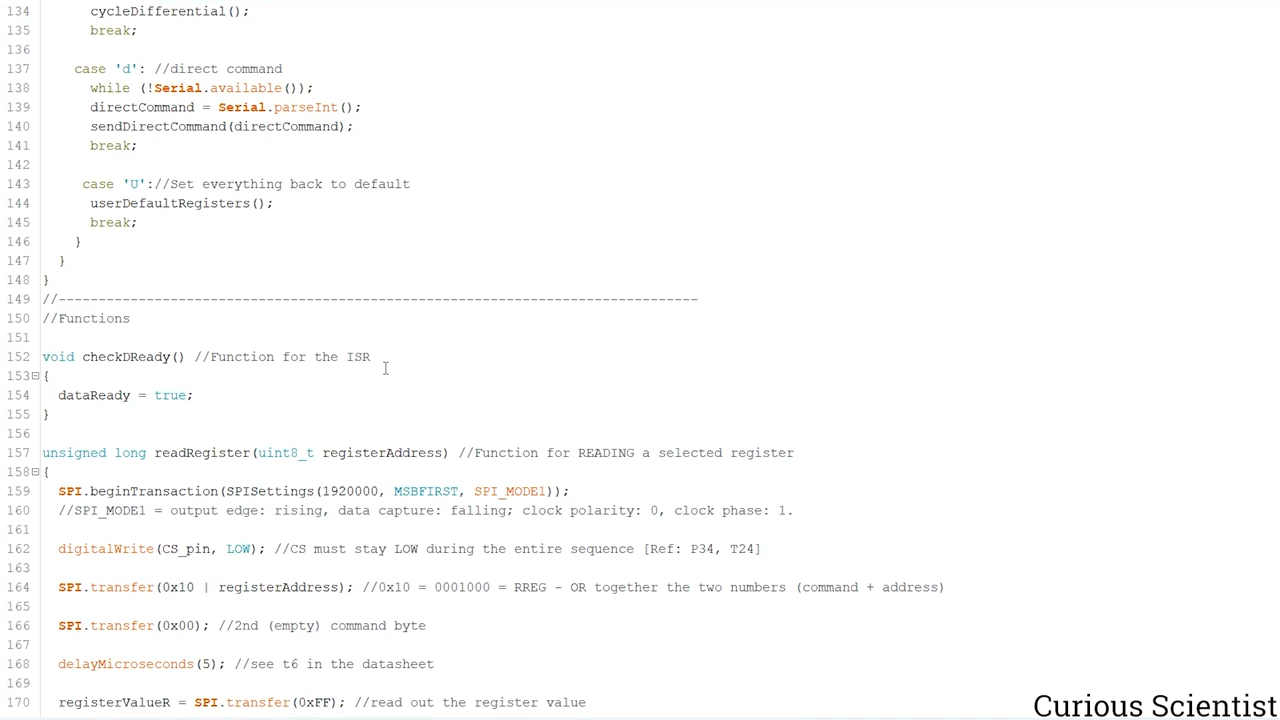 134 cycleDifferential();
135 break;
136
137 case 'd': //direct command
138 while (!Serial.available());
139 directCommand = Serial.parseInt();
140 sendDirectCommand(directCommand);
141 break;
142
143 case 'U'://Set everything back to default
144 userDefaultRegisters();
145 break;
146 }
147 }
148 }
149 //--------------------------------------------------------------------------------
150 //Functions
151
152 void checkDReady() //Function for the ISR
153 {
154 dataReady = true;
155 }
156
157 unsigned long readRegister(uint8_t registerAddress) //Function for READING a selected register
158 {
159 SPI.beginTransaction(SPISettings(1920000, MSBFIRST, SPI_MODE1));
160 //SPI_MODE1 = output edge: rising, data capture: falling; clock polarity: 0, clock phase: 1.
161
162 digitalWrite(CS_pin, LOW); //CS must stay LOW during the entire sequence [Ref: P34, T24]
163
164 SPI.transfer(0x10 | registerAddress); //0x10 = 0001000 = RREG - OR together the two numbers (command + address)
165
166 SPI.transfer(0x00); //2nd (empty) command byte
167
168 delayMicroseconds(5); //see t6 in the datasheet
169
170 registerValueR = SPI.transfer(0xFF); //read out the register value
Curious Scientist